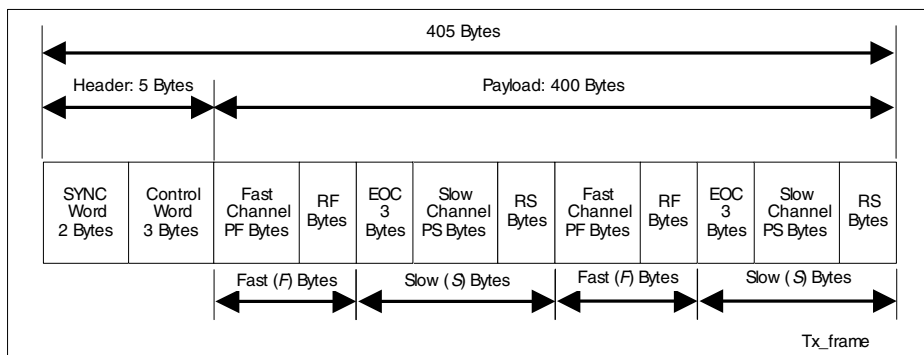 405 Bytes
Header: 5 Bytes
Payload: 400 Bytes
SYNC
Word
2 Bytes
Control
Word
3 Bytes
Fast
Channel
PF Bytes
RF
Bytes
EOC
3
Bytes
Slow
Channel
PS Bytes
RS
Bytes
Fast
Channel
PF Bytes
RF
Bytes
EOC
3
Bytes
Slow
Channel
PS Bytes
RS
Bytes
Fast (F) Bytes
Slow (S) Bytes
Fast (F) Bytes
Slow (S) Bytes
Tx_frame